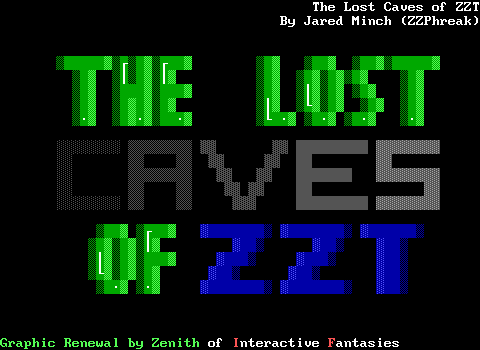 The Lost Caves of ZZT
By Jared Minch (ZZPhreak)
THE LOST
CAVES
OF ZZT
Graphic Renewal by Zenith of Interactive Fantasies